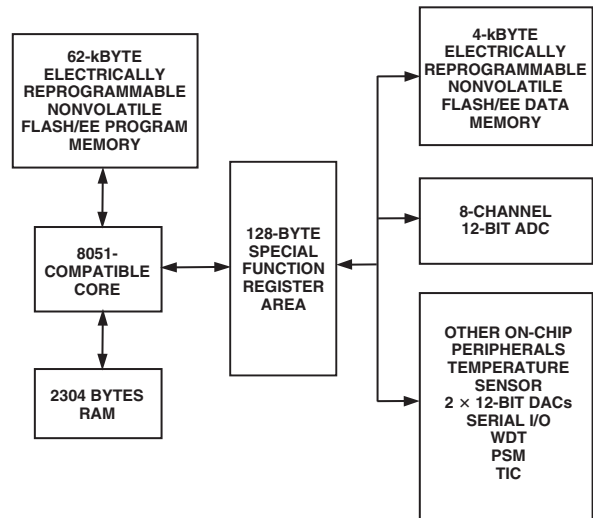 62-kBYTE
ELECTRICALLY
REPROGRAMMABLE
NONVOLATILE
FLASH/EE PROGRAM
MEMORY
8051-
COMPATIBLE
CORE
2304 BYTES
RAM
128-BYTE
SPECIAL
FUNCTION
REGISTER
AREA
4-kBYTE
ELECTRICALLY
REPROGRAMMABLE
NONVOLATILE
FLASH/EE DATA
MEMORY
8-CHANNEL
12-BIT ADC
OTHER ON-CHIP
PERIPHERALS
TEMPERATURE
SENSOR
2 × 12-BIT DACs
SERIAL I/O
WDT
PSM
TIC